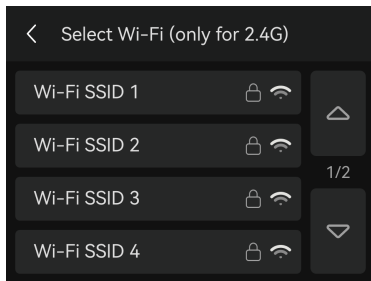 Select Wi-Fi (only for 2.4G)
Wi-Fi SSID 1
Wi-Fi SSID 2
1/2
Wi-Fi SSID 3
Wi-Fi SSID 4